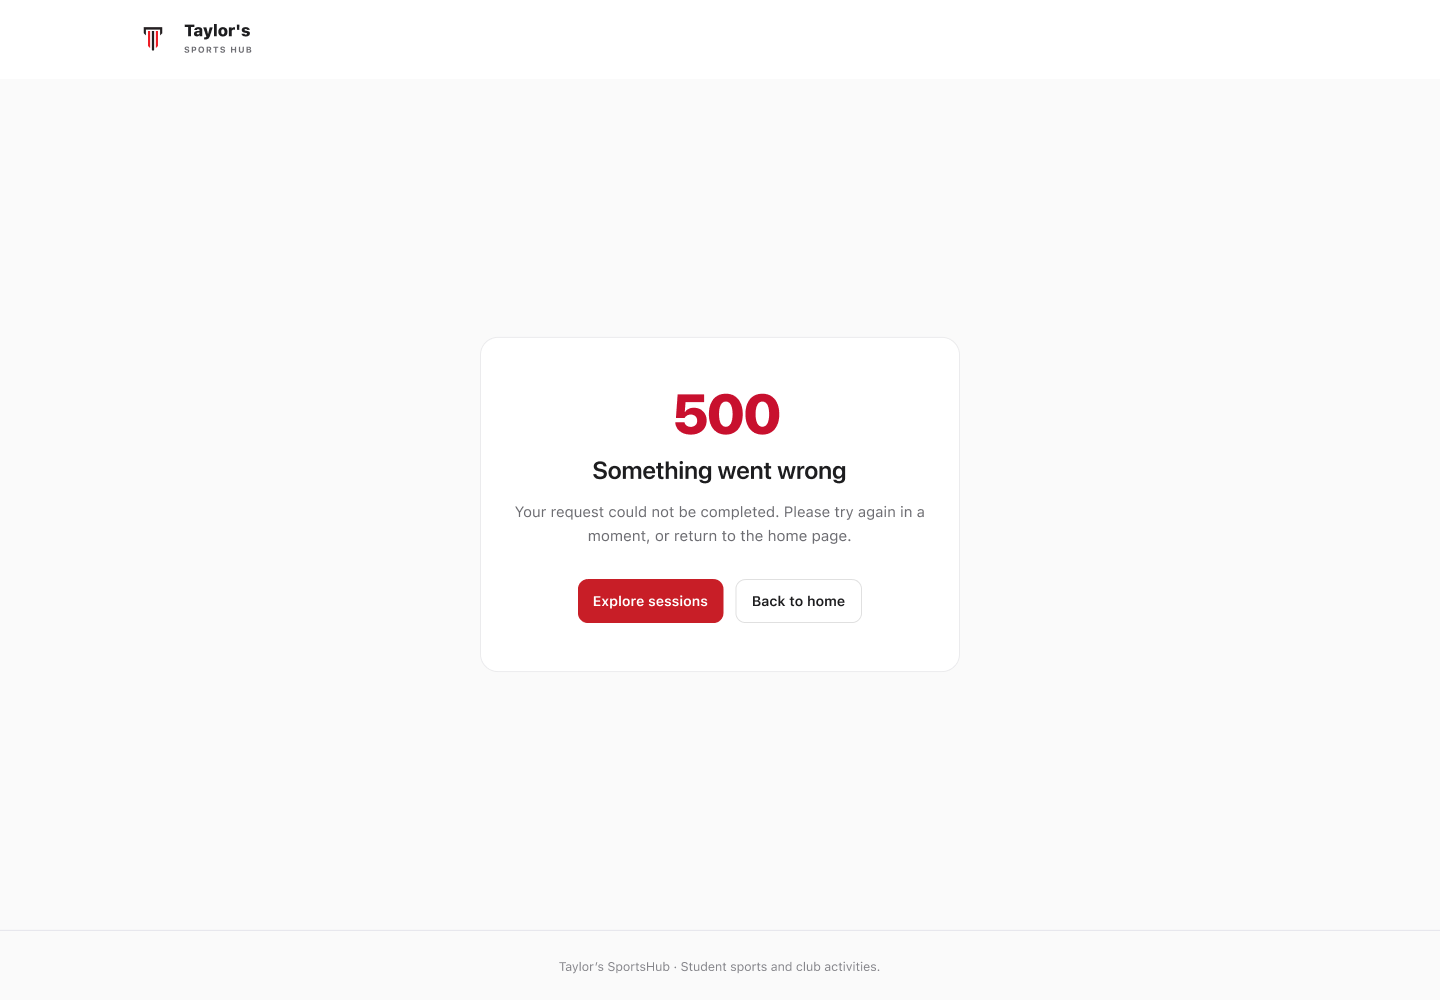 Taylor's
SPORTS HUB
500
Something went wrong
Your request could not be completed. Please try again in a
moment, or return to the home page.
Explore sessions
Back to home
Taylor’s SportsHub · Student sports and club activities.